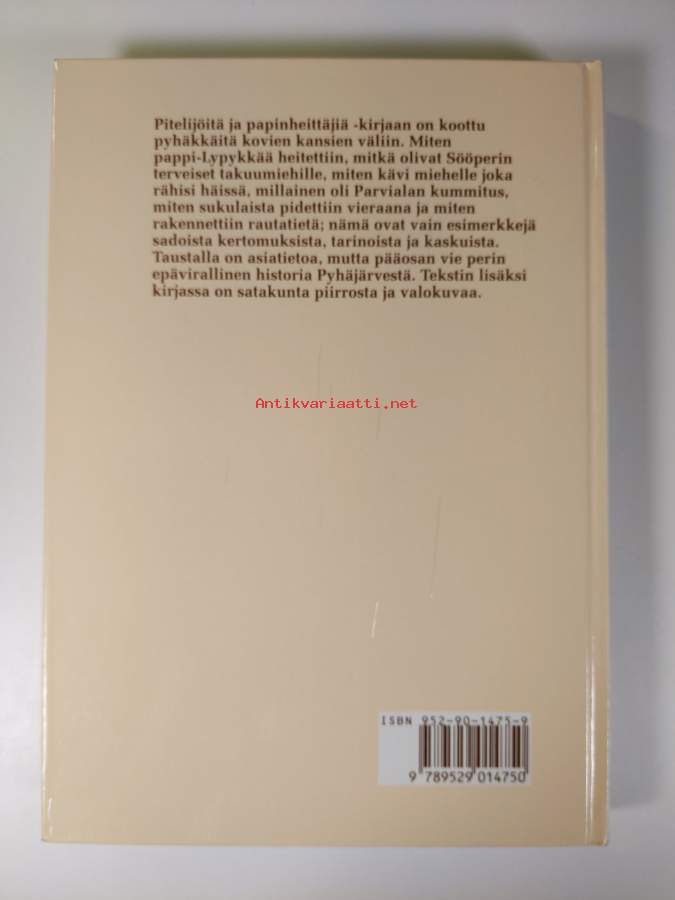 Pitelijöitä ja papinheittäjiä -kirjaan on koottu
pyhäkkäitä kovien kansien väliin. Miten
pappi-Lypykkää heitettiin, mitkä olivat Sööperin
terveiset takuumiehille, miten kävi miehelle joka
rähisi häissä, millainen oli Parvialan kummitus,
miten sukulaista pidettiin vieraana ja miten
rakennettiin rautatietä; nämä ovat vain esimerkkejä
sadoista kertomuksista, tarinoista ja kaskuista.
Taustalla on asiatietoa, mutta pääosan vie perin
epävirallinen historia Pyhäjärvestä. Tekstin lisäksi
kirjassa on satakunta piirrosta ja valokuvaa.
Antikvariaatti.net
ISBN 952-90-1475-9
9 789529 014750